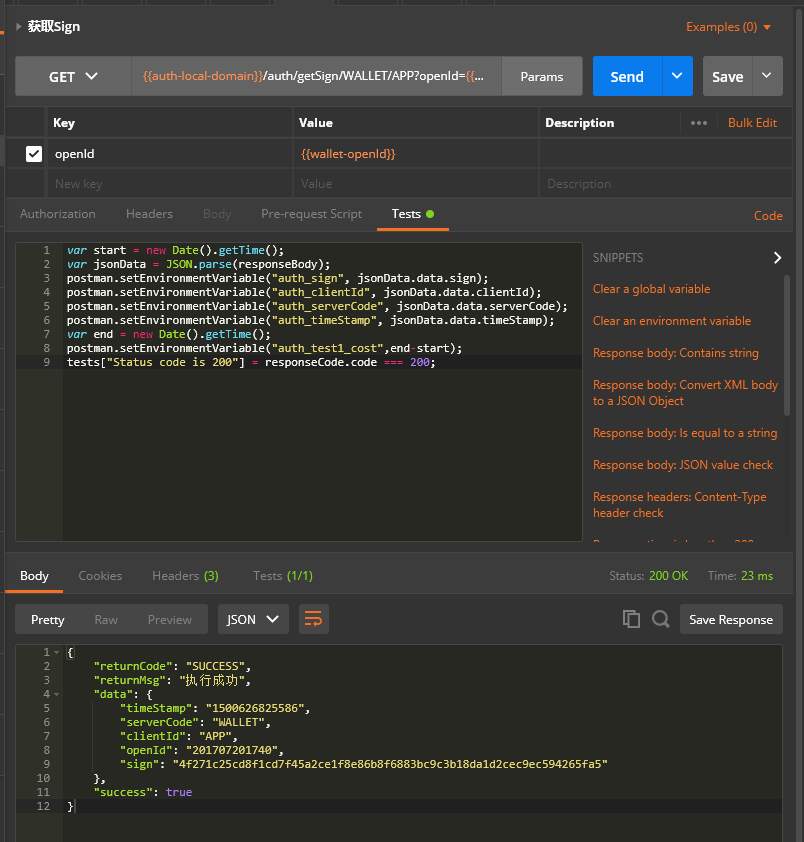 获取Sign
Examples (0)
GET {{auth-local-domain}}/auth/getSign/WALLET/APP?openId={{... Params Send Save
Key Value Description ••• Bulk Edit
openId {{wallet-openId}}
New key Value Description
Authorization Headers Body Pre-request Script Tests Code
1 var start = new Date().getTime();
2 var jsonData = JSON.parse(responseBody);
3 postman.setEnvironmentVariable("auth_sign", jsonData.data.sign);
4 postman.setEnvironmentVariable("auth_clientId", jsonData.data.clientId);
5 postman.setEnvironmentVariable("auth_serverCode", jsonData.data.serverCode);
6 postman.setEnvironmentVariable("auth_timeStamp", jsonData.data.timeStamp);
7 var end = new Date().getTime();
8 postman.setEnvironmentVariable("auth_test1_cost",end-start);
9 tests["Status code is 200"] = responseCode.code === 200;
SNIPPETS
Clear a global variable
Clear an environment variable
Response body: Contains string
Response body: Convert XML body
to a JSON Object
Response body: Is equal to a string
Response body: JSON value check
Response headers: Content-Type
header check
Body Cookies Headers (3) Tests (1/1) Status: 200 OK Time: 23 ms
Pretty Raw Preview JSON Save Response
1 {
2 "returnCode": "SUCCESS",
3 "returnMsg": "执行成功",
4 "data": {
5 "timeStamp": "1500626825586",
6 "serverCode": "WALLET",
7 "clientId": "APP",
8 "openId": "201707201740",
9 "sign": "4f271c25cd8f1cd7f45a2ce1f8e86b8f6883bc9c3b18da1d2cec9ec594265fa5"
10 },
11 "success": true
12 }